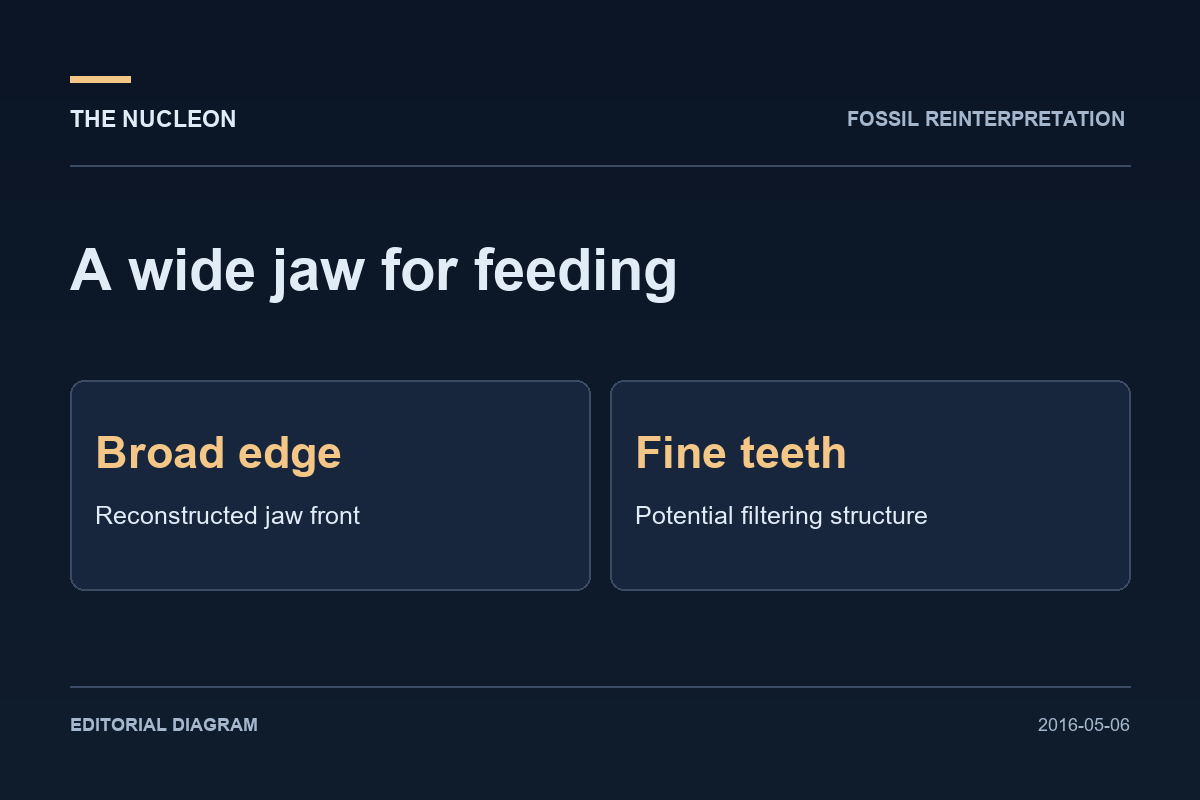 THE NUCLEON
FOSSIL REINTERPRETATION
A wide jaw for feeding
Broad edge
Reconstructed jaw front
Fine teeth
Potential filtering structure
EDITORIAL DIAGRAM
2016-05-06